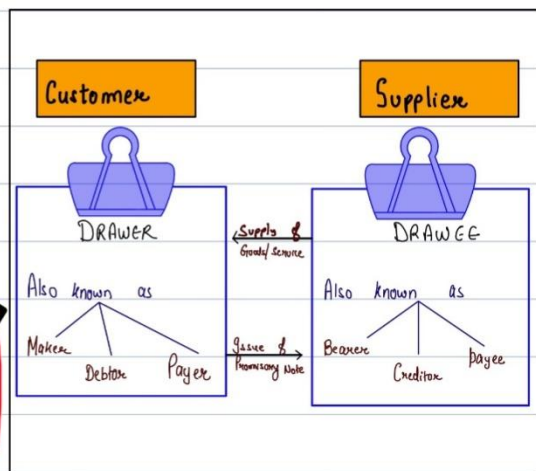 Customer
Supplier
DRAWER
Supply of
Goods/Service
DRAWEE
Also known as
Maker
Debtor
Payer
Issue of
Promissory Note
Also known as
Bearer
Creditor
payee